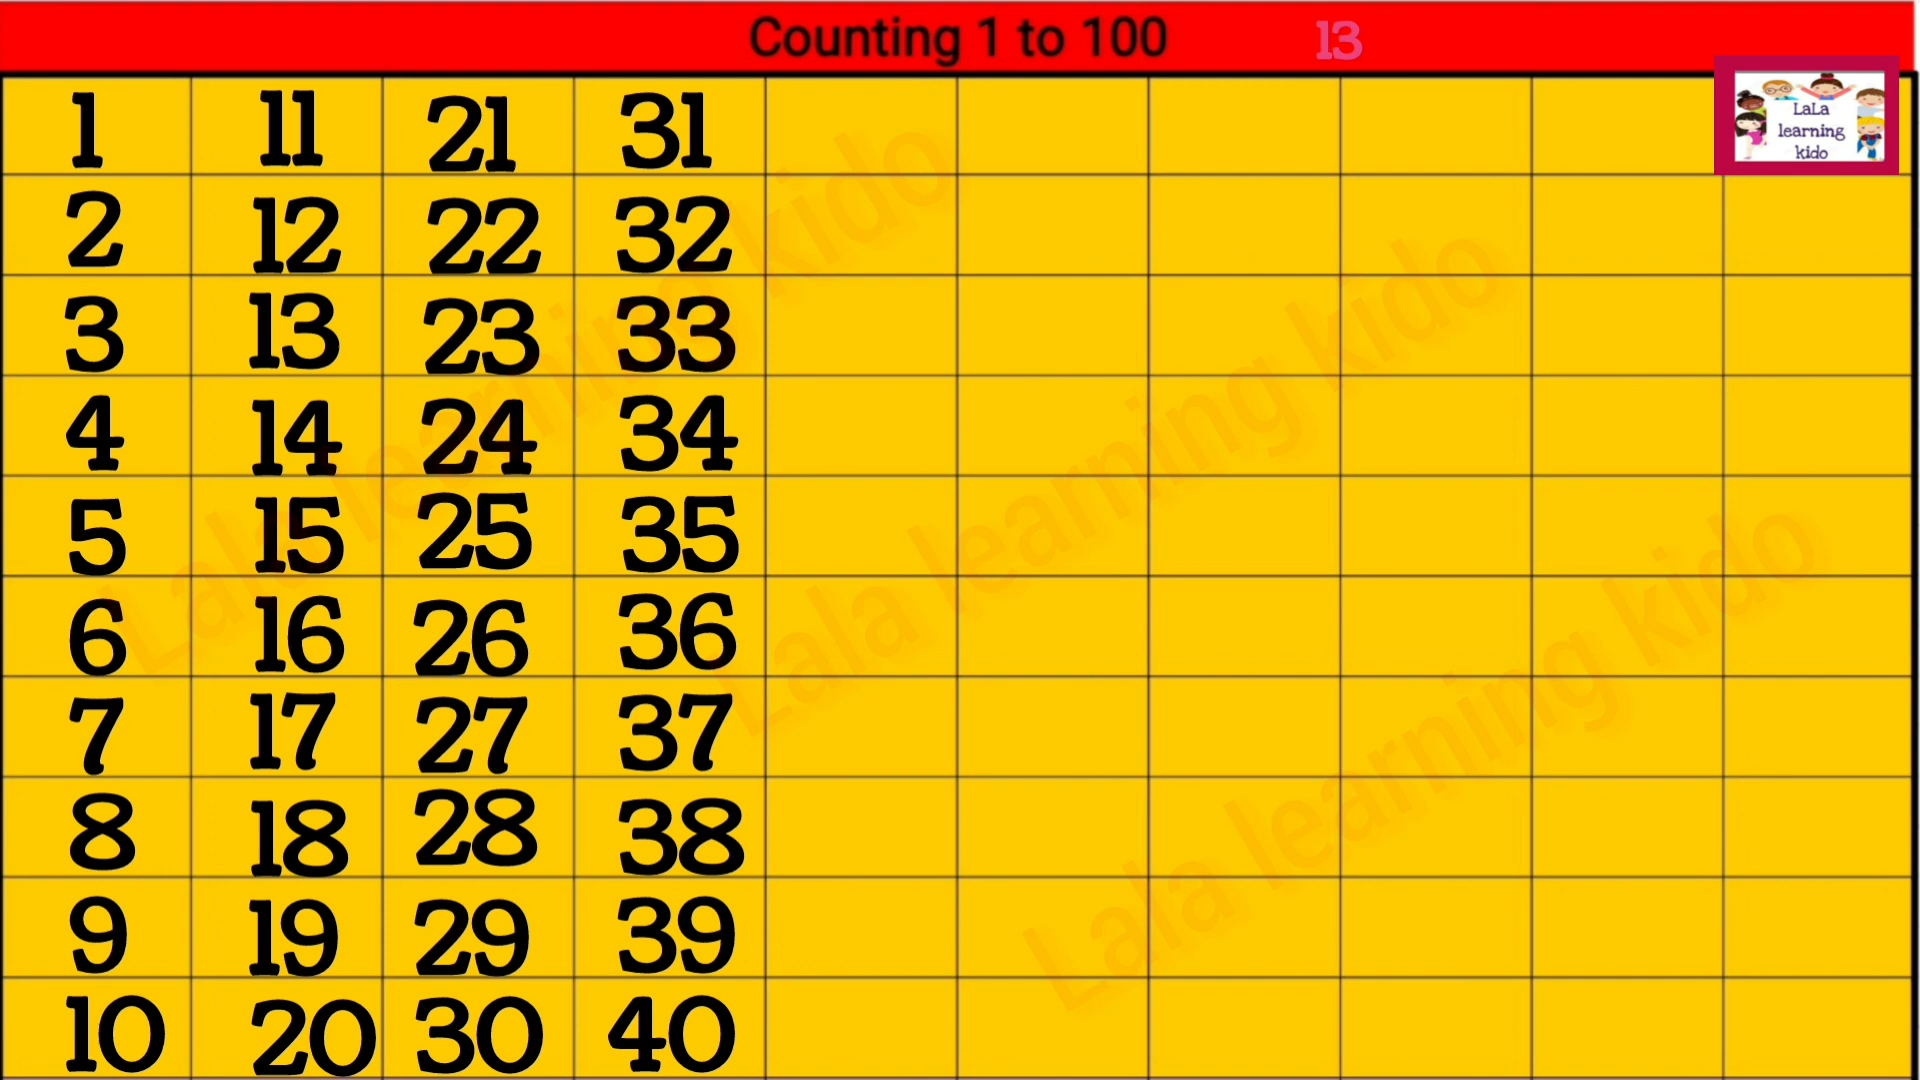 Counting 1 to 100 13
LaLa
learning
kido
1 11 21 31
2 12 22 32
3 13 23 33
4 14 24 34
5 15 25 35
6 16 26 36
7 17 27 37
8 18 28 38
9 19 29 39
10 20 30 40
Lala learning kido
Lala learning kido
Lala learning kido